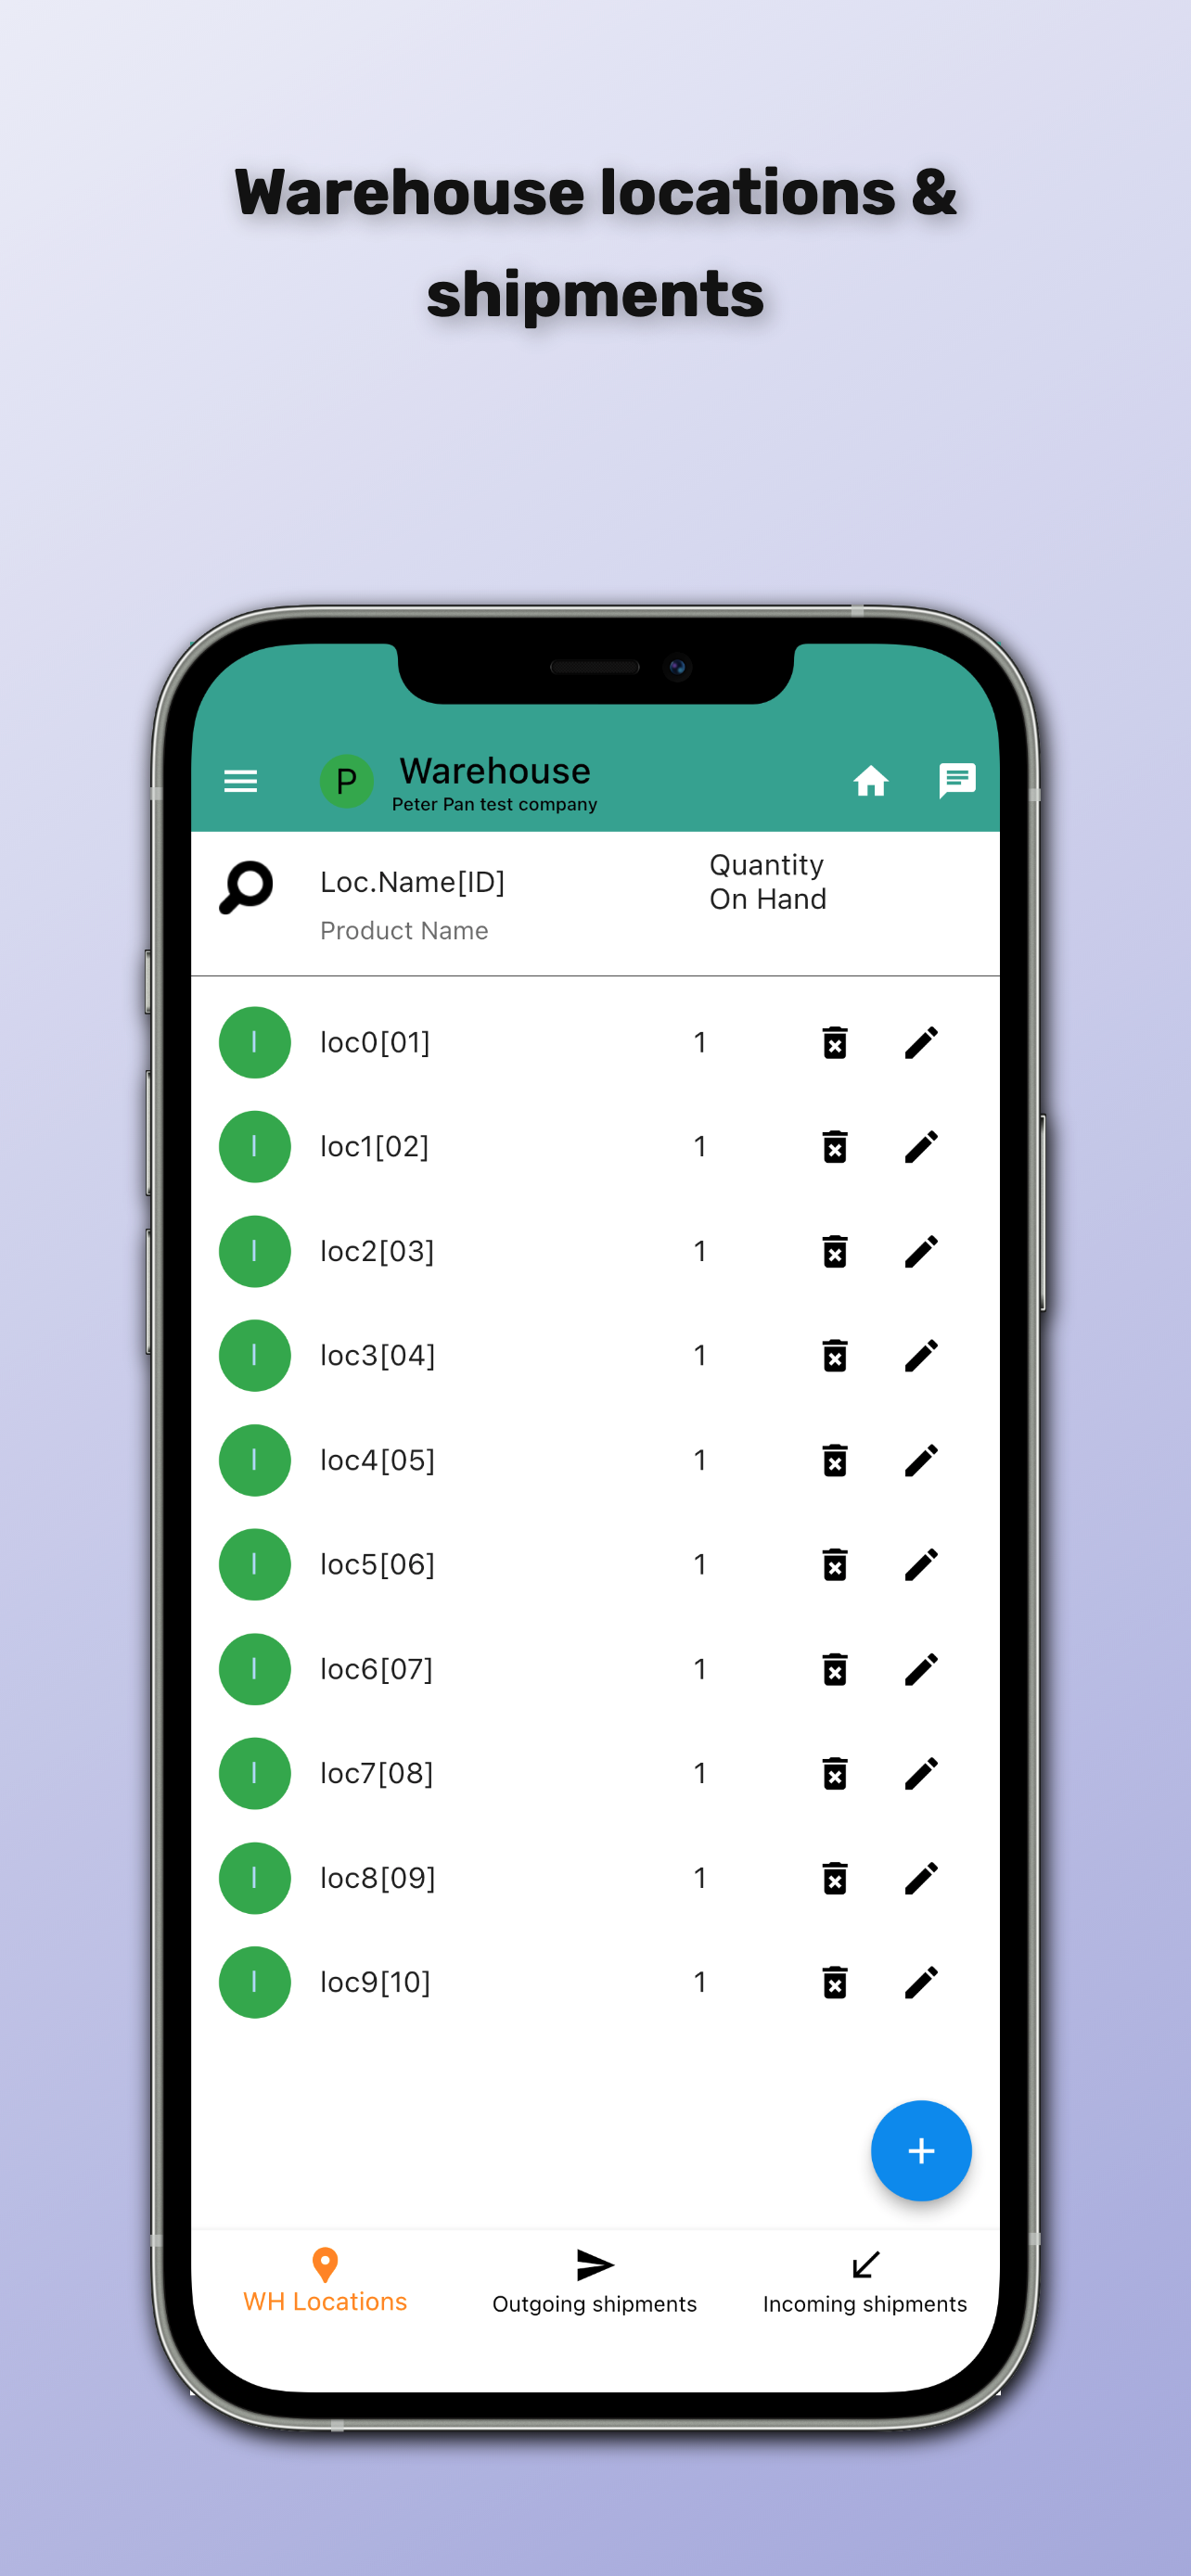 Warehouse locations &
shipments
P
Warehouse
Peter Pan test company
Loc.Name[ID]
Quantity
On Hand
Product Name
l
loc0[01]
1
l
loc1[02]
1
l
loc2[03]
1
l
loc3[04]
1
l
loc4[05]
1
l
loc5[06]
1
l
loc6[07]
1
l
loc7[08]
1
l
loc8[09]
1
l
loc9[10]
1
WH Locations
Outgoing shipments
Incoming shipments